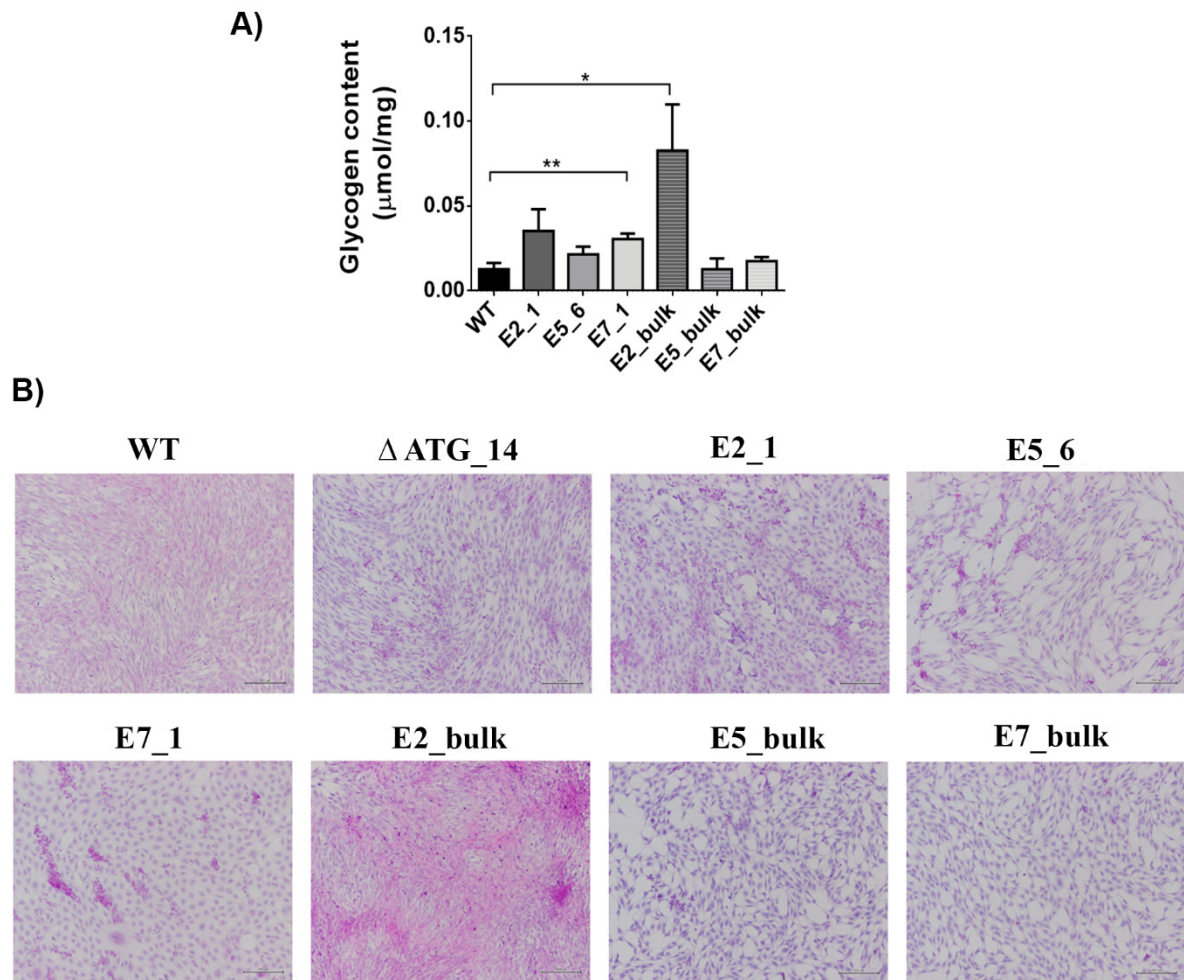 A)
Glycogen content
(μmol/mg)
0.15
0.10
0.05
0.00
*
**
WT
E2_1
E5_6
E7_1
E2_bulk
E5_bulk
E7_bulk
B)
WT
Δ ATG_14
E2_1
E5_6
E7_1
E2_bulk
E5_bulk
E7_bulk